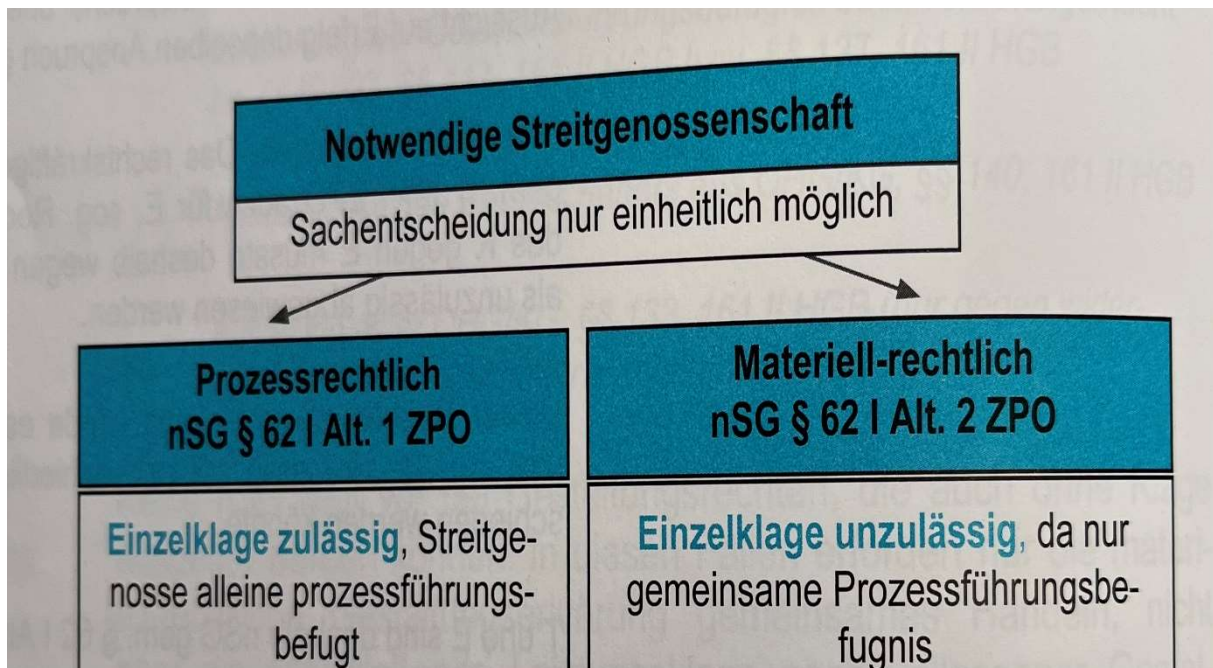 Notwendige Streitgenossenschaft
Sachentscheidung nur einheitlich möglich
Prozessrechtlich
nSG § 62 I Alt. 1 ZPO
Materiell-rechtlich
nSG § 62 I Alt. 2 ZPO
Einzelklage zulässig, Streitge-
nosse alleine prozessführungs-
befugt
Einzelklage unzulässig, da nur
gemeinsame Prozessführungsbe-
fugnis